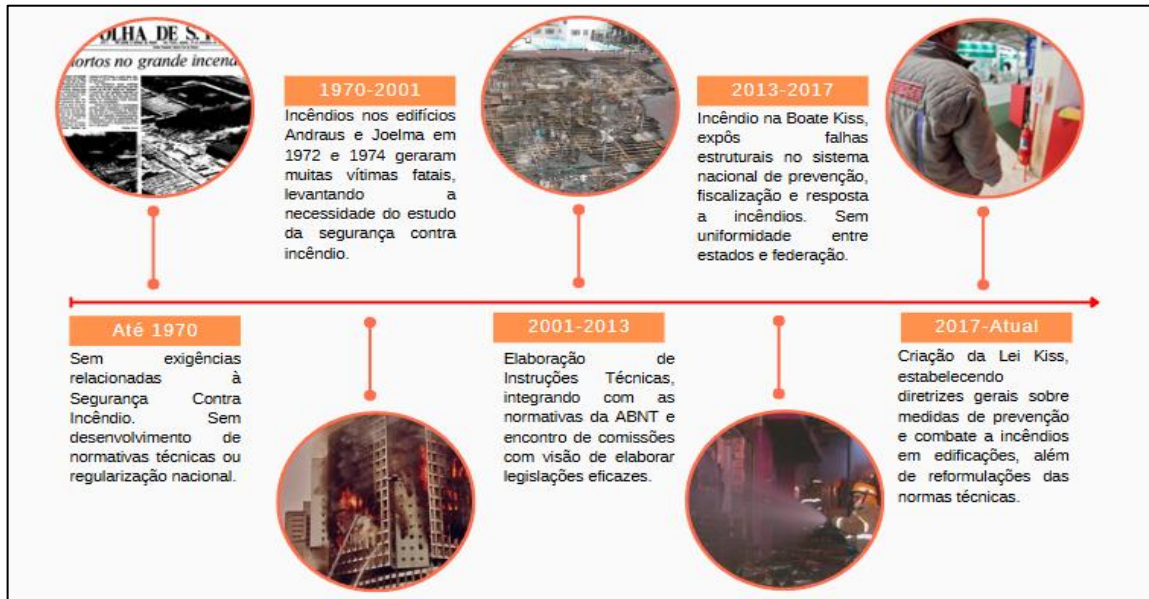 OLHA DE S.
mortos no grande incend
1970-2001
Incêndios nos edifícios
Andraus e Joelma em
1972 e 1974 geraram
muitas vítimas fatais,
levantando a
necessidade do estudo
da segurança contra
incêndio.
2013-2017
Incêndio na Boate Kiss,
expôs falhas
estruturais no sistema
nacional de prevenção,
fiscalização e resposta
a incêndios. Sem
uniformidade entre
estados e federação.
Até 1970
Sem exigências
relacionadas à
Segurança Contra
Incêndio. Sem
desenvolvimento de
normativas técnicas ou
regularização nacional.
2001-2013
Elaboração de
Instruções Técnicas,
integrando com as
normativas da ABNT e
encontro de comissões
com visão de elaborar
legislações eficazes.
2017-Atual
Criação da Lei Kiss,
estabelecendo
diretrizes gerais sobre
medidas de prevenção
e combate a incêndios
em edificações, além
de reformulações das
normas técnicas.